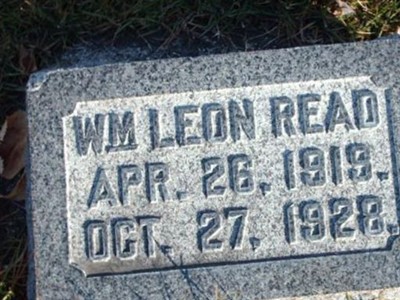 WM LEON READ
APR. 26. 1919.
OCT. 27. 1928.